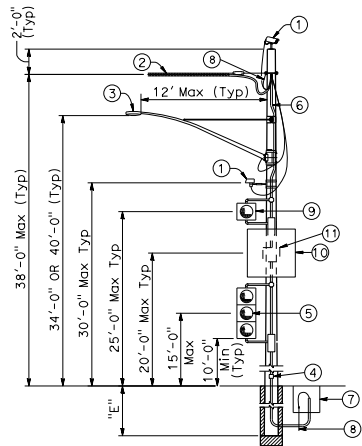 1
2'-0"
(Typ)
2
8
3
12' Max (Typ)
6
1
9
11
10
5
38'-0" Max (Typ)
34'-0" OR 40'-0" (Typ)
30'-0" Max Typ
25'-0" Max Typ
20'-0" Max Typ
15'-0"
Max
10'-0"
Min
(Typ)
4
7
8
"E"